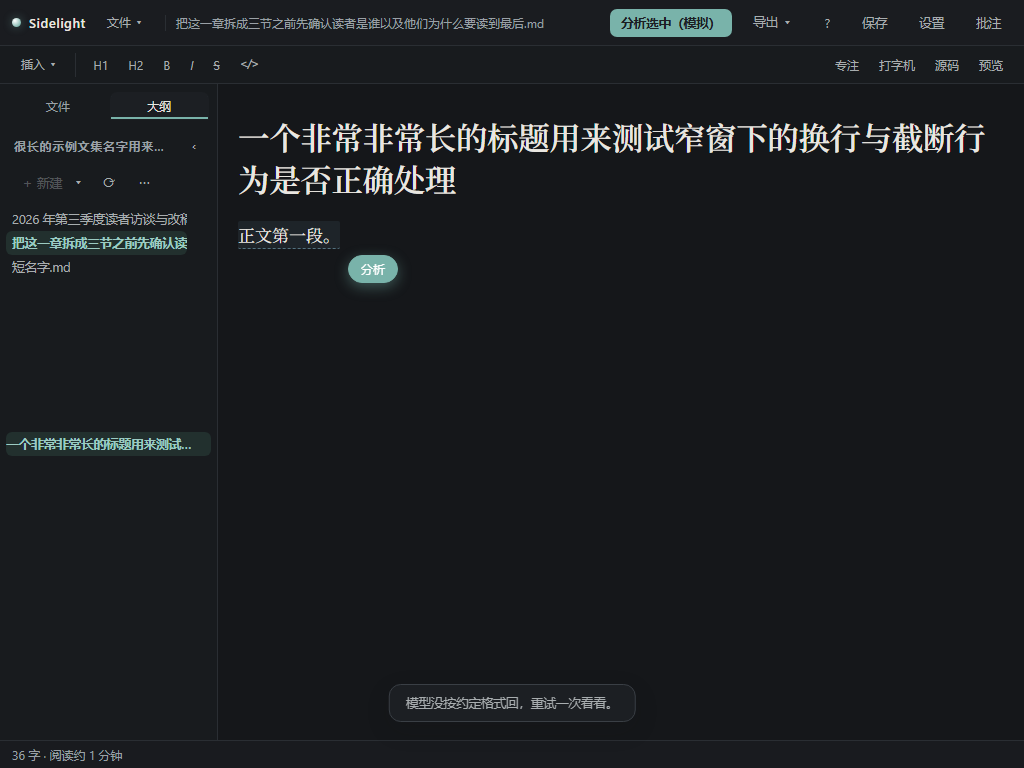 Sidelight 文件 把这一章拆成三节之前先确认读者是谁以及他们为什么要读到最后.md 分析选中（模拟） 导出 ? 保存 设置 批注
插入 H1 H2 B I S </> 专注 打字机 源码 预览
文件 大纲
很长的示例文集名字用来...
+ 新建 ...
2026 年第三季度读者访谈与改稿
把这一章拆成三节之前先确认读
短名字.md
一个非常非常长的标题用来测试...
一个非常非常长的标题用来测试窄窗下的换行与截断行
为是否正确处理
正文第一段。
分析
模型没按约定格式回，重试一次看看。
36 字 · 阅读约 1 分钟